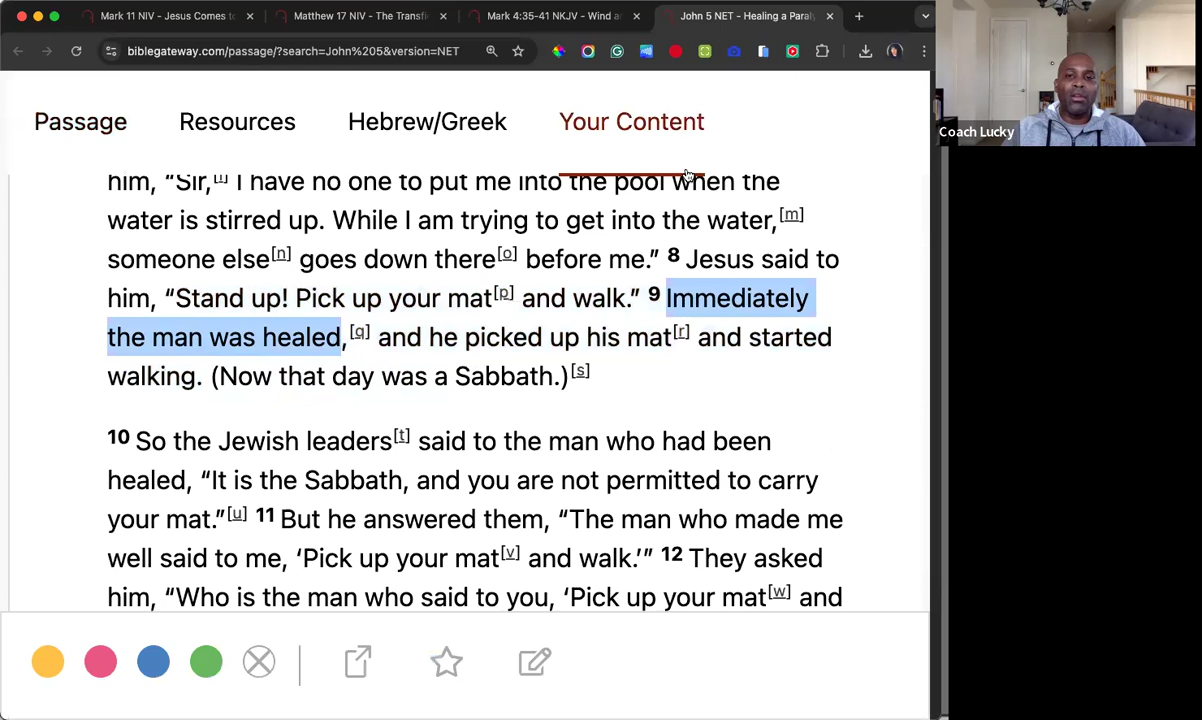 Mark 11 NIV - Jesus Comes to
Matthew 17 NIV - The Transfi
Mark 4:35-41 NKJV - Wind a
John 5 NET - Healing a Paraly
biblegateway.com/passage/?search=John%205&version=NET
Passage
Resources
Hebrew/Greek
Your Content
Coach Lucky
him, “Sir,[l] I have no one to put me into the pool when the
water is stirred up. While I am trying to get into the water,[m]
someone else[n] goes down there[o] before me.” 8 Jesus said to
him, “Stand up! Pick up your mat[p] and walk.” 9 Immediately
the man was healed,[q] and he picked up his mat[r] and started
walking. (Now that day was a Sabbath.)[s]
10 So the Jewish leaders[t] said to the man who had been
healed, “It is the Sabbath, and you are not permitted to carry
your mat.”[u] 11 But he answered them, “The man who made me
well said to me, ‘Pick up your mat[v] and walk.’” 12 They asked
him, “Who is the man who said to you, ‘Pick up your mat[w] and